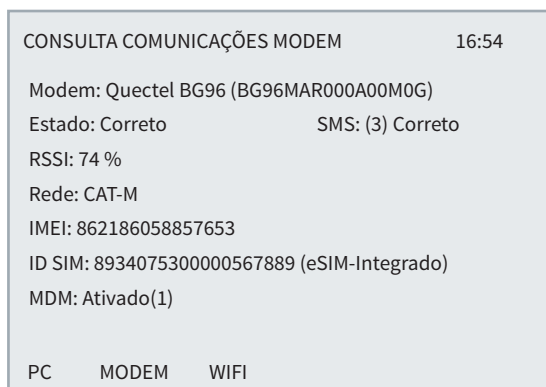 CONSULTA COMUNICAÇÕES MODEM 16:54
Modem: Quectel BG96 (BG96MAR000A00M0G)
Estado: Correto SMS: (3) Correto
RSSI: 74 %
Rede: CAT-M
IMEI: 862186058857653
ID SIM: 8934075300000567889 (eSIM-Integrado)
MDM: Ativado(1)
PC MODEM WIFI